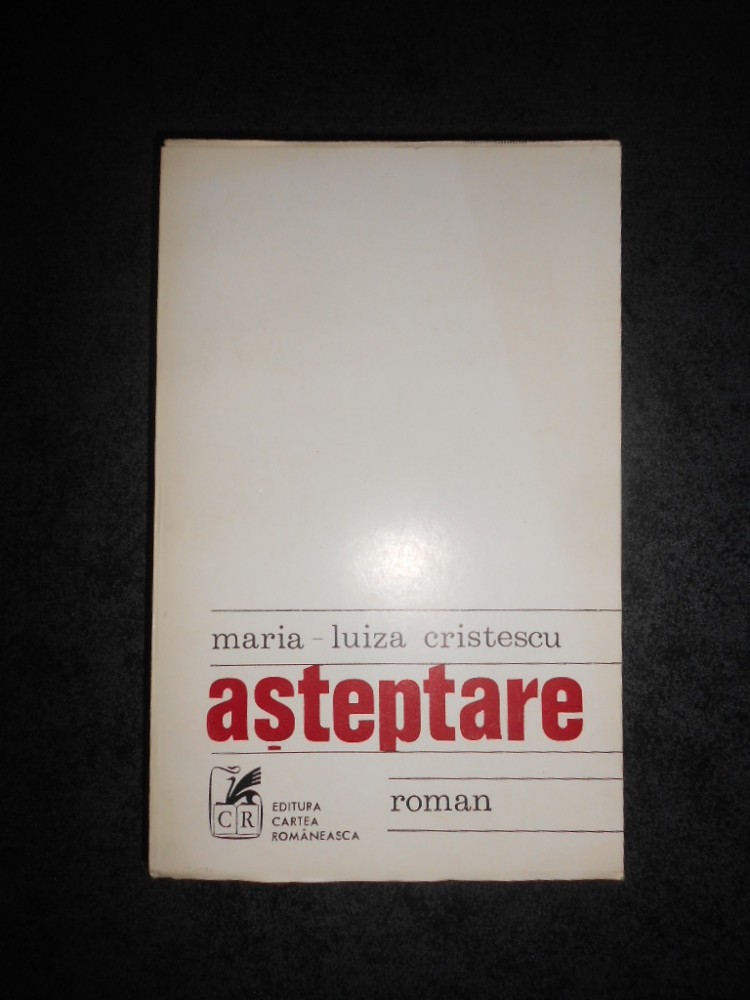 maria-luiza cristescu
așteptare
roman
CR
EDITURA
CARTEA
ROMÂNEASCA